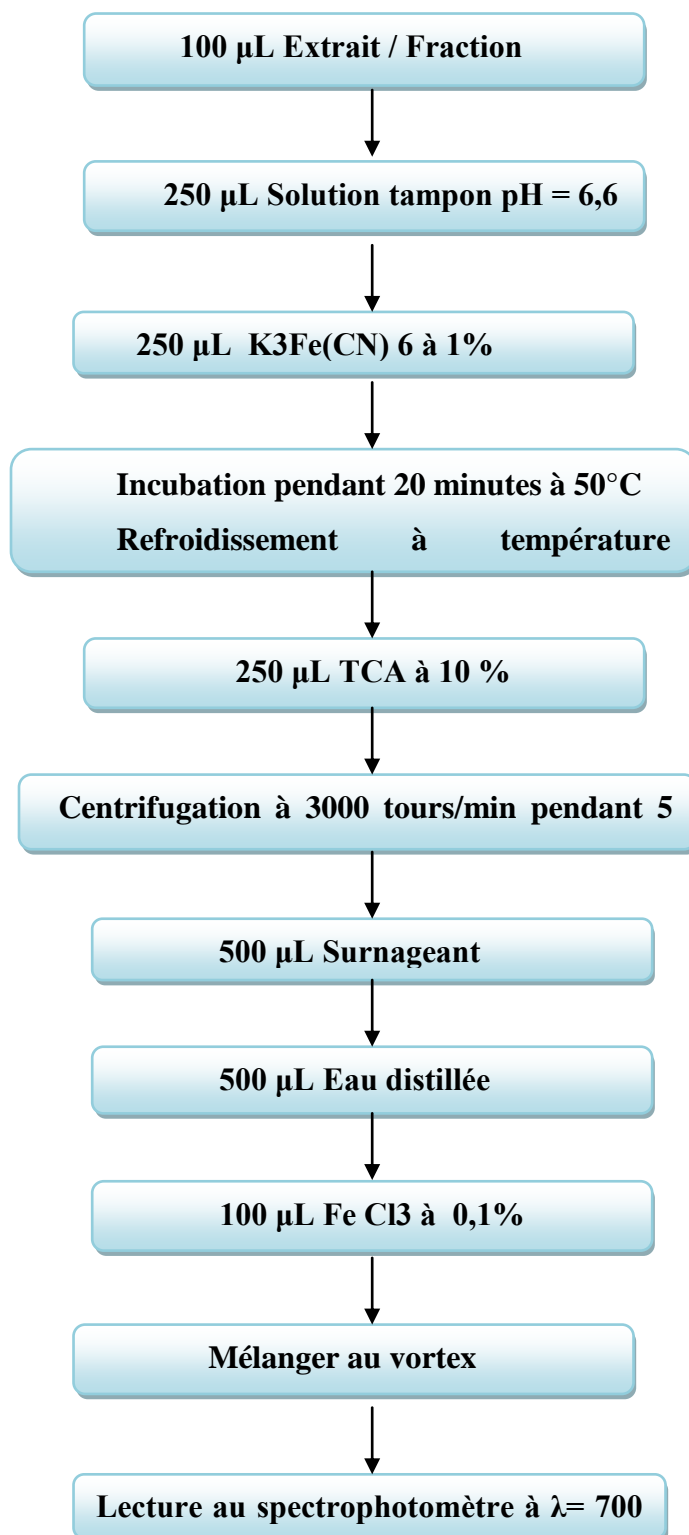 100 µL Extrait / Fraction
250 µL Solution tampon pH = 6,6
250 µL K3Fe(CN) 6 à 1%
Incubation pendant 20 minutes à 50°C
Refroidissement à température
250 µL TCA à 10 %
Centrifugation à 3000 tours/min pendant 5
500 µL Surnageant
500 µL Eau distillée
100 µL Fe Cl3 à 0,1%
Mélanger au vortex
Lecture au spectrophotomètre à λ= 700